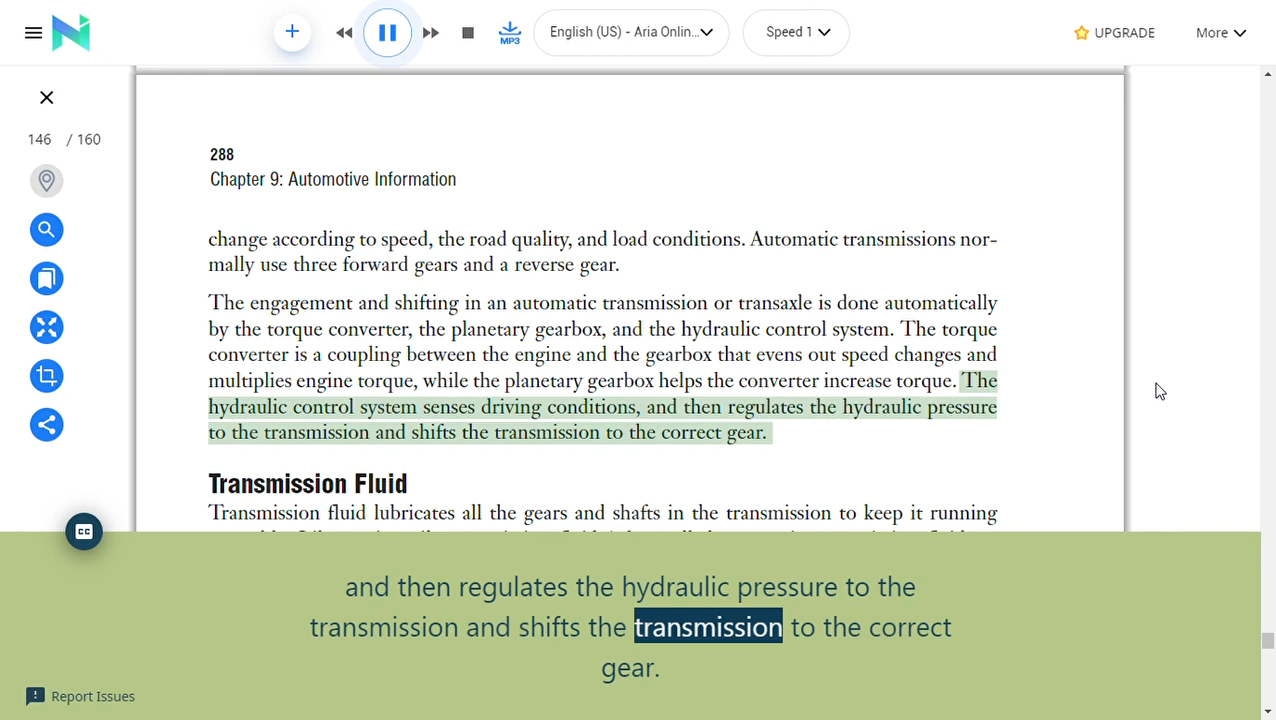 MP3
English (US) - Aria Onlin...
Speed 1
UPGRADE
More
146 / 160
288
Chapter 9: Automotive Information
change according to speed, the road quality, and load conditions. Automatic transmissions nor-
mally use three forward gears and a reverse gear.
The engagement and shifting in an automatic transmission or transaxle is done automatically
by the torque converter, the planetary gearbox, and the hydraulic control system. The torque
converter is a coupling between the engine and the gearbox that evens out speed changes and
multiplies engine torque, while the planetary gearbox helps the converter increase torque. The
hydraulic control system senses driving conditions, and then regulates the hydraulic pressure
to the transmission and shifts the transmission to the correct gear.
Transmission Fluid
Transmission fluid lubricates all the gears and shafts in the transmission to keep it running
CC
and then regulates the hydraulic pressure to the
transmission and shifts the transmission to the correct
gear.
Report Issues